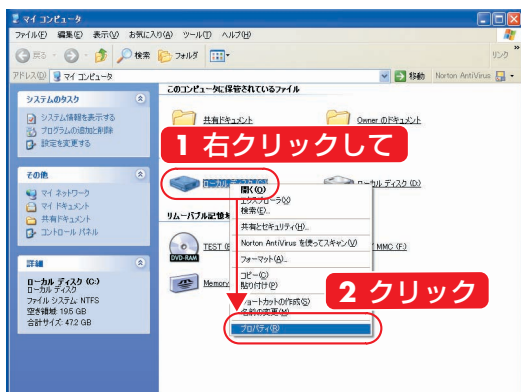 マイ コンピュータ
ファイル(F) 編集(E) 表示(V) お気に入り(A) ツール(T) ヘルプ(H)
戻る 検索 フォルダ リンク
アドレス(D) マイ コンピュータ 移動 Norton AntiVirus
システムのタスク
システム情報を表示する
プログラムの追加と削除
設定を変更する
その他
マイ ネットワーク
マイ ドキュメント
共有ドキュメント
コントロール パネル
詳細
ローカル ディスク (C:)
ローカル ディスク
ファイル システム: NTFS
空き領域: 19.5 GB
合計サイズ: 47.2 GB
このコンピュータに保管されているファイル
共有ドキュメント Owner のドキュメント
1 右クリックして
ローカル ディスク ローカル ディスク (D:)
リムーバブル記憶
DVD-RAM TEST MMC (F:)
Memory
開く(O)
エクスプローラ(X)
検索(E)...
共有とセキュリティ(H)...
Norton AntiVirus を使ってスキャン(V)
フォーマット(A)...
コピー(C)
貼り付け(P)
ショートカットの作成(S)
名前の変更(M)
プロパティ(R)
2 クリック